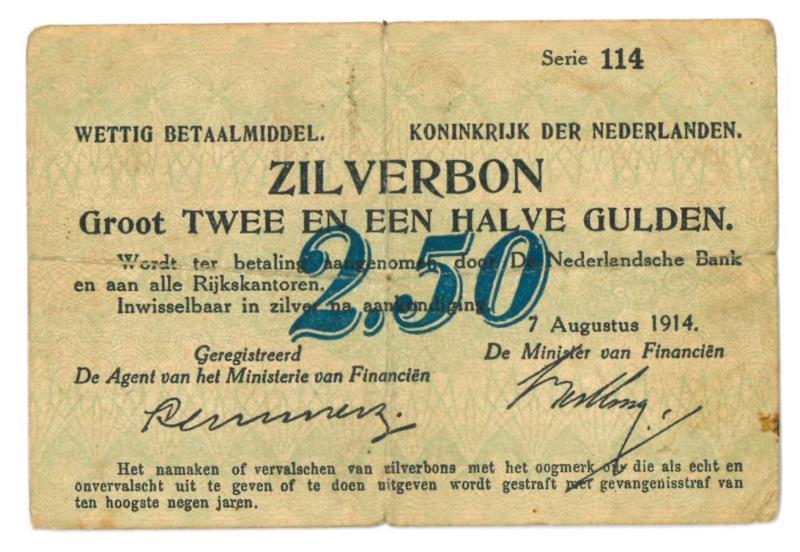 Serie 114
WETTIG BETAALMIDDEL. KONINKRIJK DER NEDERLANDEN.
ZILVERBON
Groot TWEE EN EEN HALVE GULDEN.
2.50
Wordt ter betaling aangenomen door De Nederlandsche Bank
en aan alle Rijkskantoren.
Inwisselbaar in zilver na aankondiging.
7 Augustus 1914.
Geregistreerd
De Agent van het Ministerie van Financiën
De Minister van Financiën
Het namaken of vervalschen van zilverbons met het oogmerk om die als echt en
onvervalscht uit te geven of te doen uitgeven wordt gestraft met gevangenisstraf van
ten hoogste negen jaren.